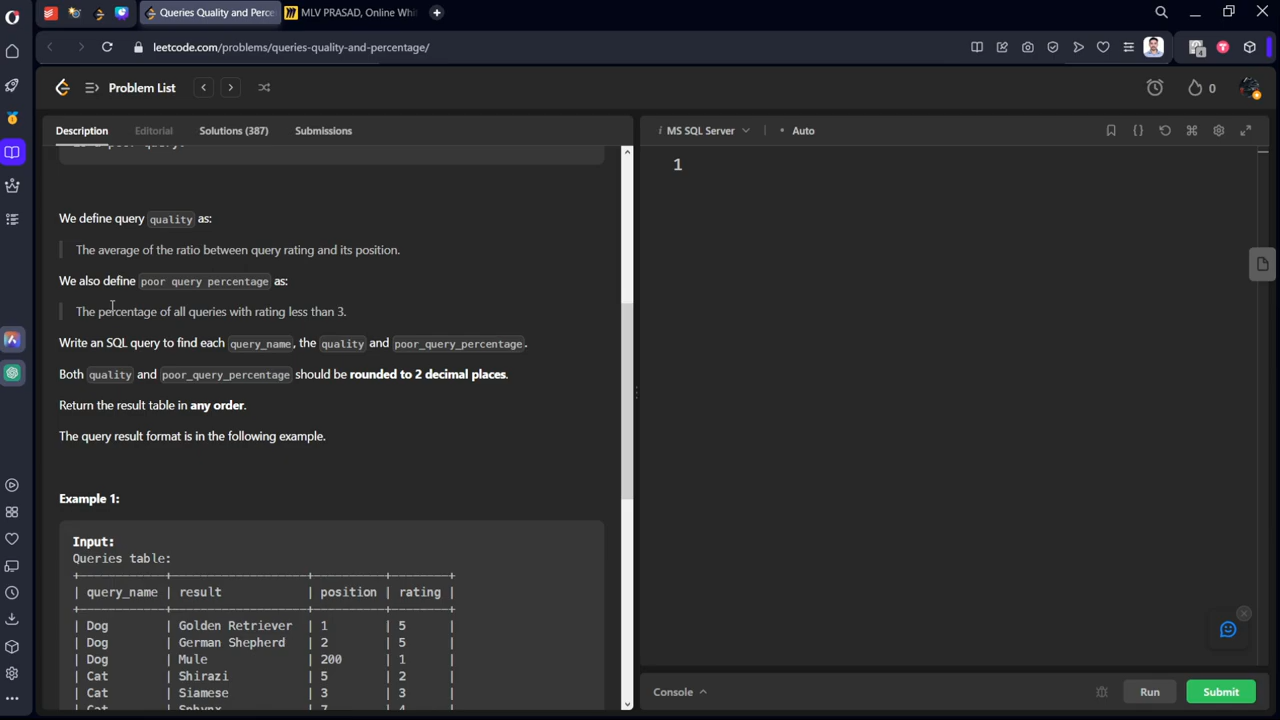 Queries Quality and Perce
MLV PRASAD, Online Whi
leetcode.com/problems/queries-quality-and-percentage/
4
Problem List
0
Description
Editorial
Solutions (387)
Submissions
i MS SQL Server
• Auto
1
We define query quality as:
The average of the ratio between query rating and its position.
We also define poor query percentage as:
The percentage of all queries with rating less than 3.
Write an SQL query to find each query_name, the quality and poor_query_percentage.
Both quality and poor_query_percentage should be rounded to 2 decimal places.
Return the result table in any order.
The query result format is in the following example.
Example 1:
Input:
Queries table:
+------------+-------------------+----------+--------+
| query_name | result | position | rating |
+------------+-------------------+----------+--------+
| Dog | Golden Retriever | 1 | 5 |
| Dog | German Shepherd | 2 | 5 |
| Dog | Mule | 200 | 1 |
| Cat | Shirazi | 5 | 2 |
| Cat | Siamese | 3 | 3 |
| Cat | Sphynx | 7 | 4 |
Console
Run
Submit